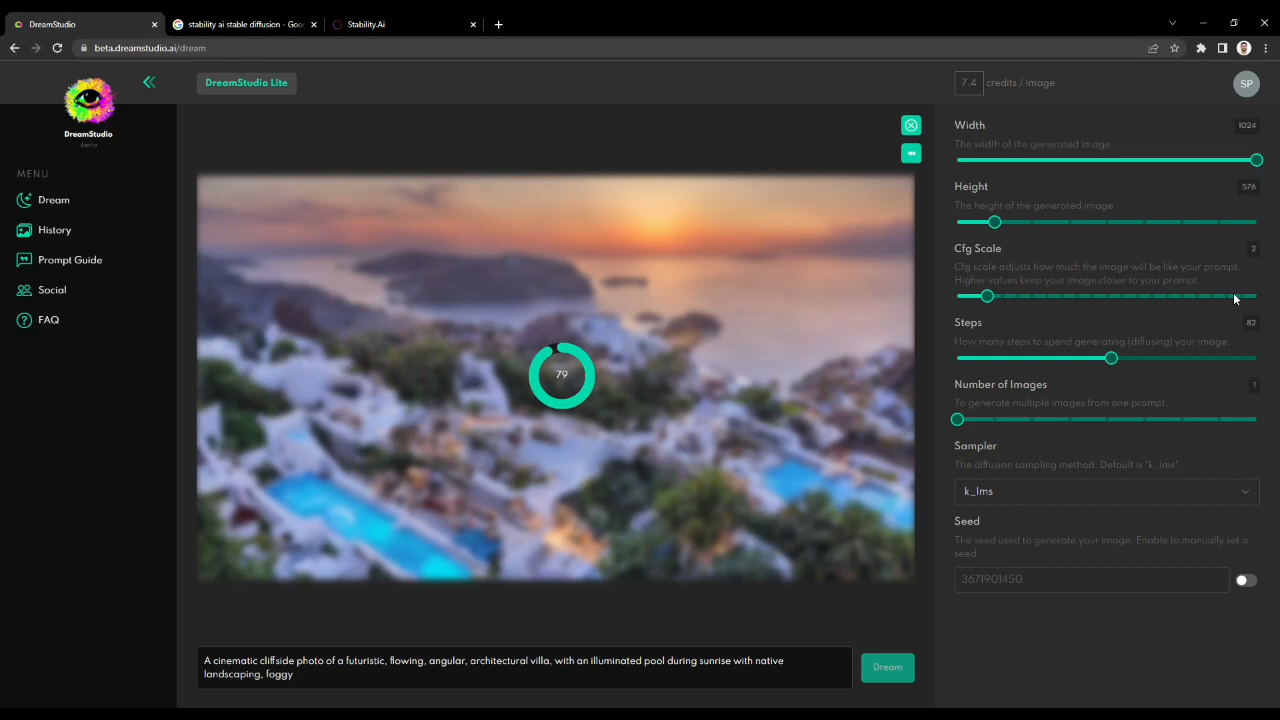 DreamStudio
stability ai stable diffusion - Goo
Stability.Ai
beta.dreamstudio.ai/dream
DreamStudio
beta
DreamStudio Lite
7.4 credits / image
SP
MENU
Dream
History
Prompt Guide
Social
FAQ
79
A cinematic cliffside photo of a futuristic, flowing, angular, architectural villa, with an illuminated pool during sunrise with native
landscaping, foggy
Dream
Width 1024
The width of the generated image.
Height 576
The height of the generated image.
Cfg Scale 2
Cfg scale adjusts how much the image will be like your prompt.
Higher values keep your image closer to your prompt.
Steps 82
How many steps to spend generating (diffusing) your image.
Number of Images 1
To generate multiple images from one prompt.
Sampler
The diffusion sampling method. Default is "k_lms".
k_lms
Seed
The seed used to generate your image. Enable to manually set a
seed.
3671901450